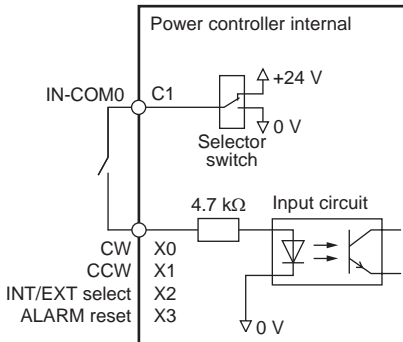 Power controller internal
IN-COM0 C1 +24 V
0 V
Selector
switch
4.7 kΩ Input circuit
CW X0
CCW X1
INT/EXT select X2
ALARM reset X3
0 V